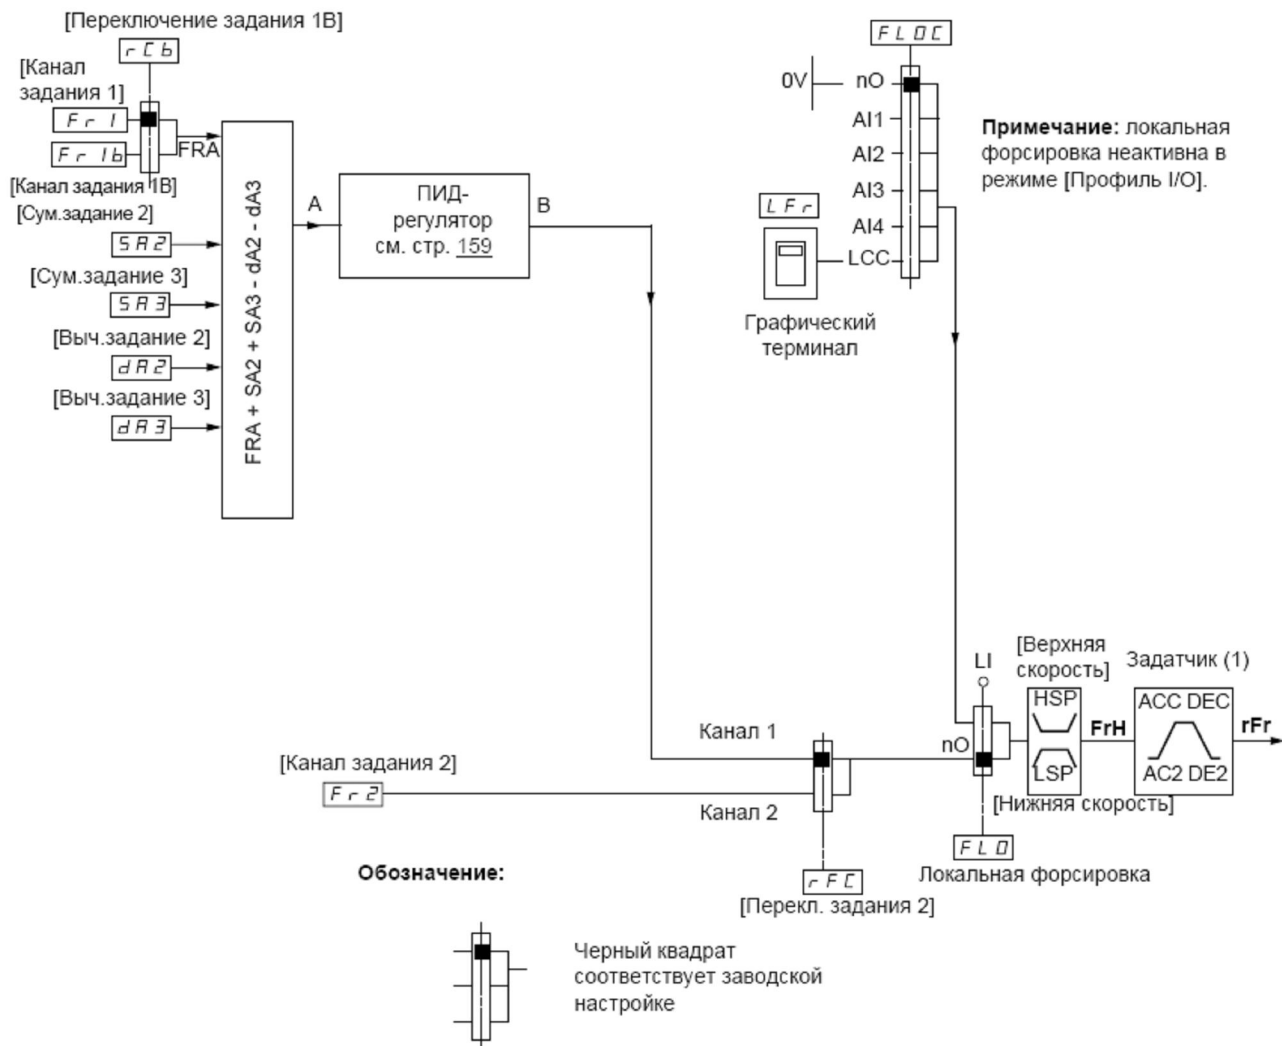 [Переключение задания 1В]
rCb
[Канал
задания 1]
Fr1
Fr1b
FRA
[Канал задания 1В]
[Сум.задание 2]
SA2
[Сум.задание 3]
SA3
[Выч.задание 2]
dA2
[Выч.задание 3]
dA3
FRA + SA2 + SA3 - dA2 - dA3
A
ПИД-
регулятор
см. стр. 159
B
FLOC
0V
nO
AI1
AI2
AI3
AI4
LCC
LFr
Графический
терминал
Примечание: локальная
форсировка неактивна в
режиме [Профиль I/O].
[Канал задания 2]
Fr2
Канал 1
Канал 2
rFC
[Перекл. задания 2]
LI
nO
FLO
Локальная форсировка
[Верхняя
скорость]
HSP
LSP
[Нижняя скорость]
FrH
Задатчик (1)
ACC DEC
AC2 DE2
rFr
Обозначение:
Черный квадрат
соответствует заводской
настройке